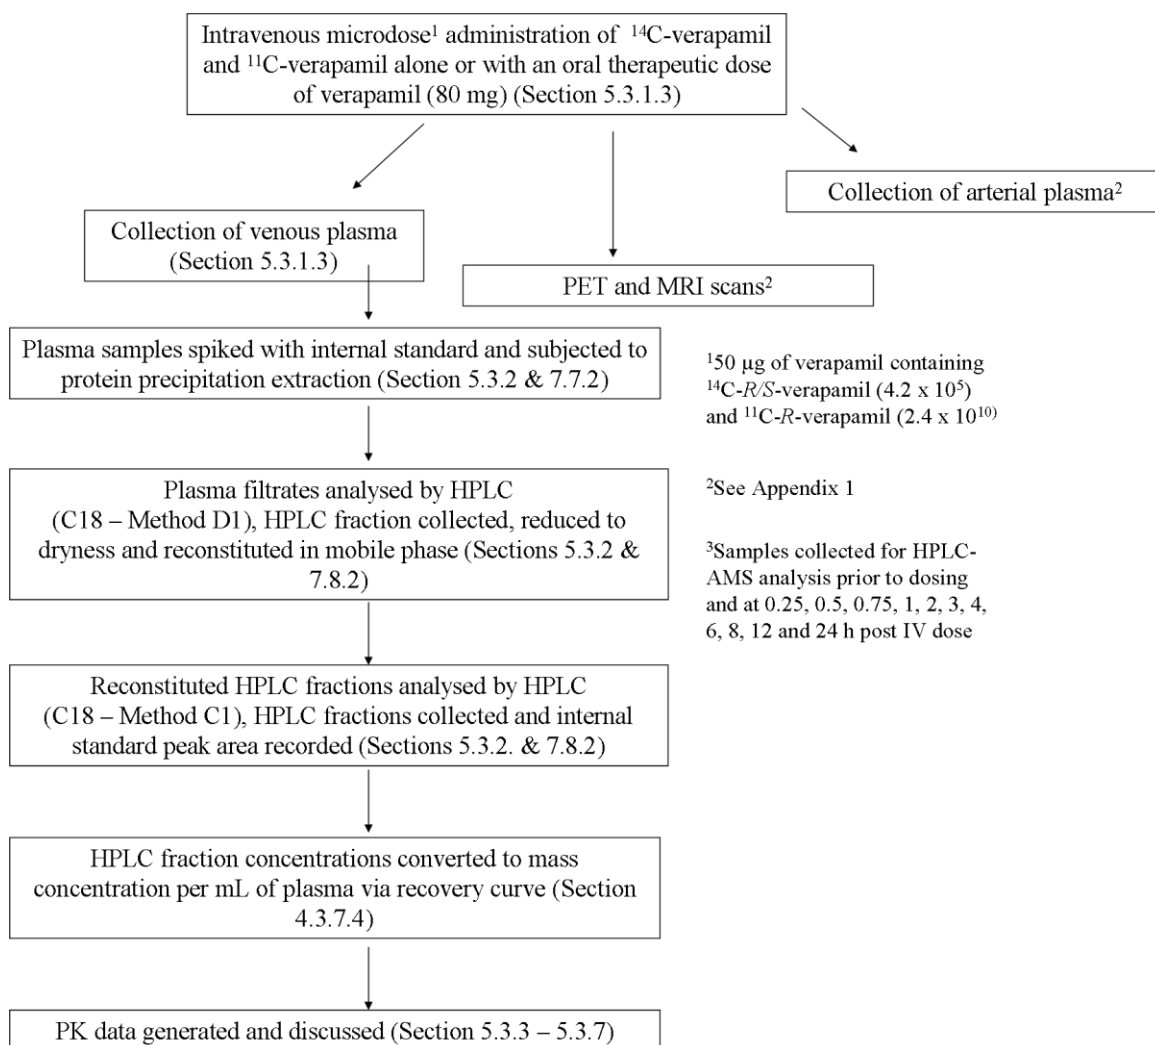 Intravenous microdose¹ administration of ¹⁴C-verapamil
and ¹¹C-verapamil alone or with an oral therapeutic dose
of verapamil (80 mg) (Section 5.3.1.3)
Collection of arterial plasma²
Collection of venous plasma
(Section 5.3.1.3)
PET and MRI scans²
Plasma samples spiked with internal standard and subjected to
protein precipitation extraction (Section 5.3.2 & 7.7.2)
¹50 µg of verapamil containing
¹⁴C-R/S-verapamil (4.2 x 10⁵)
and ¹¹C-R-verapamil (2.4 x 10¹⁰⁾
Plasma filtrates analysed by HPLC
(C18 – Method D1), HPLC fraction collected, reduced to
dryness and reconstituted in mobile phase (Sections 5.3.2 &
7.8.2)
²See Appendix 1
³Samples collected for HPLC-
AMS analysis prior to dosing
and at 0.25, 0.5, 0.75, 1, 2, 3, 4,
6, 8, 12 and 24 h post IV dose
Reconstituted HPLC fractions analysed by HPLC
(C18 – Method C1), HPLC fractions collected and internal
standard peak area recorded (Sections 5.3.2. & 7.8.2)
HPLC fraction concentrations converted to mass
concentration per mL of plasma via recovery curve (Section
4.3.7.4)
PK data generated and discussed (Section 5.3.3 – 5.3.7)